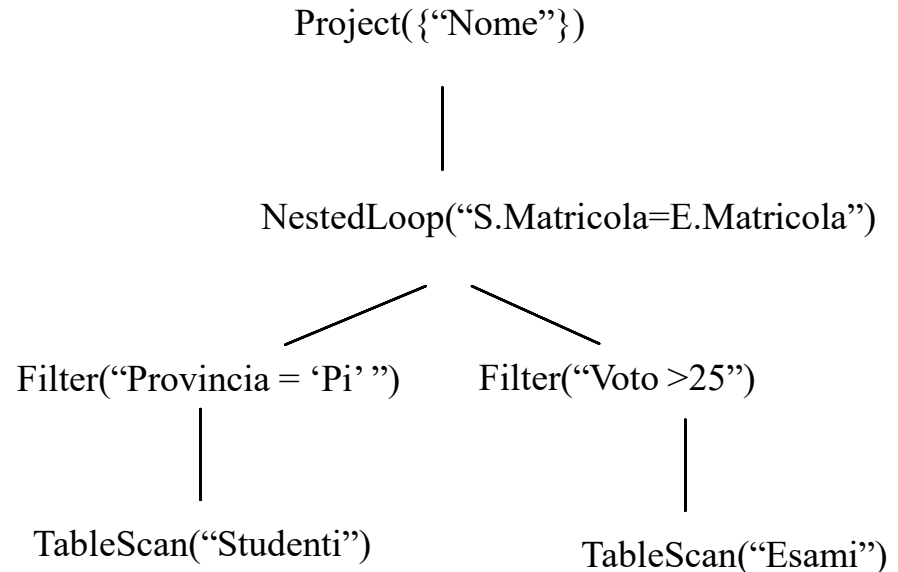 Project({“Nome”})
NestedLoop(“S.Matricola=E.Matricola”)
Filter(“Provincia = ‘Pi’ ”)
Filter(“Voto >25”)
TableScan(“Studenti”)
TableScan(“Esami”)